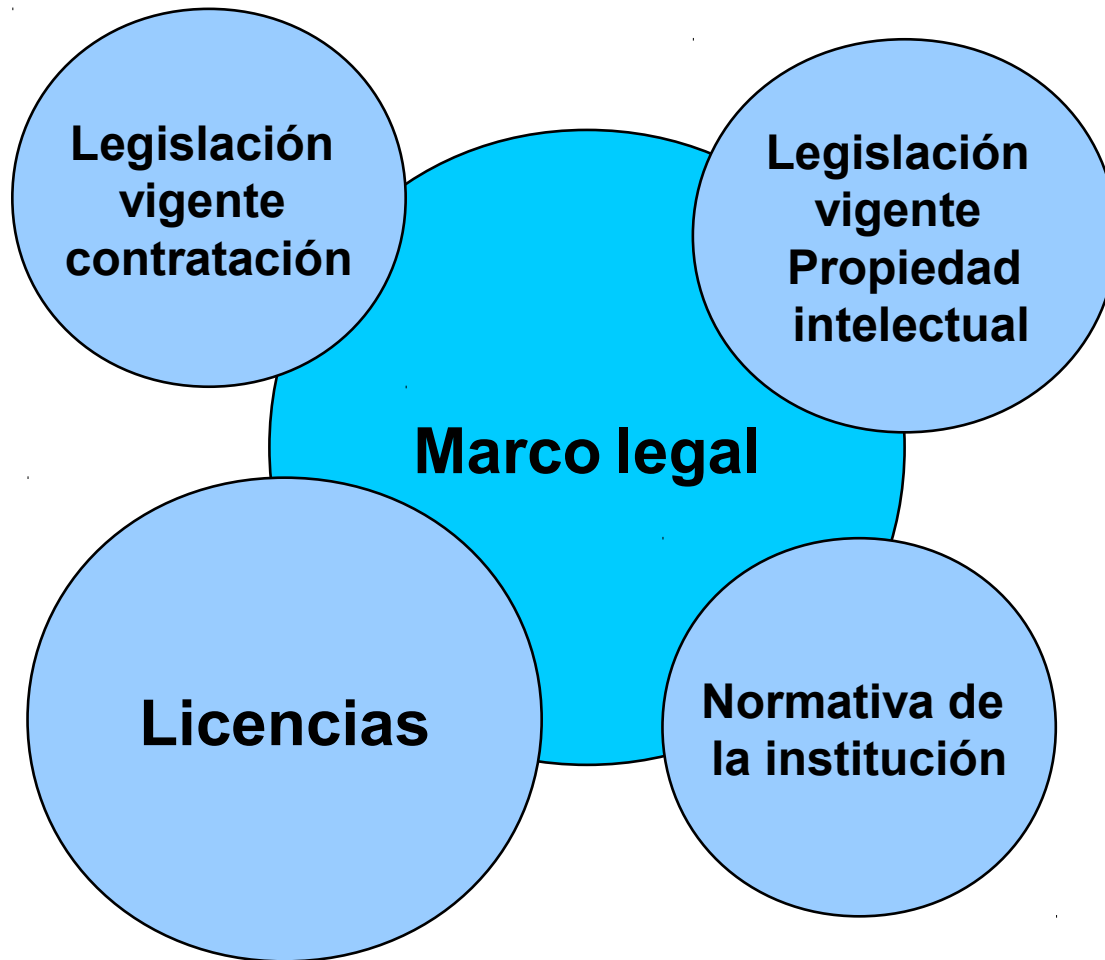 Legislación
vigente
contratación
Legislación
vigente
Propiedad
intelectual
Marco legal
Licencias
Normativa de
la institución